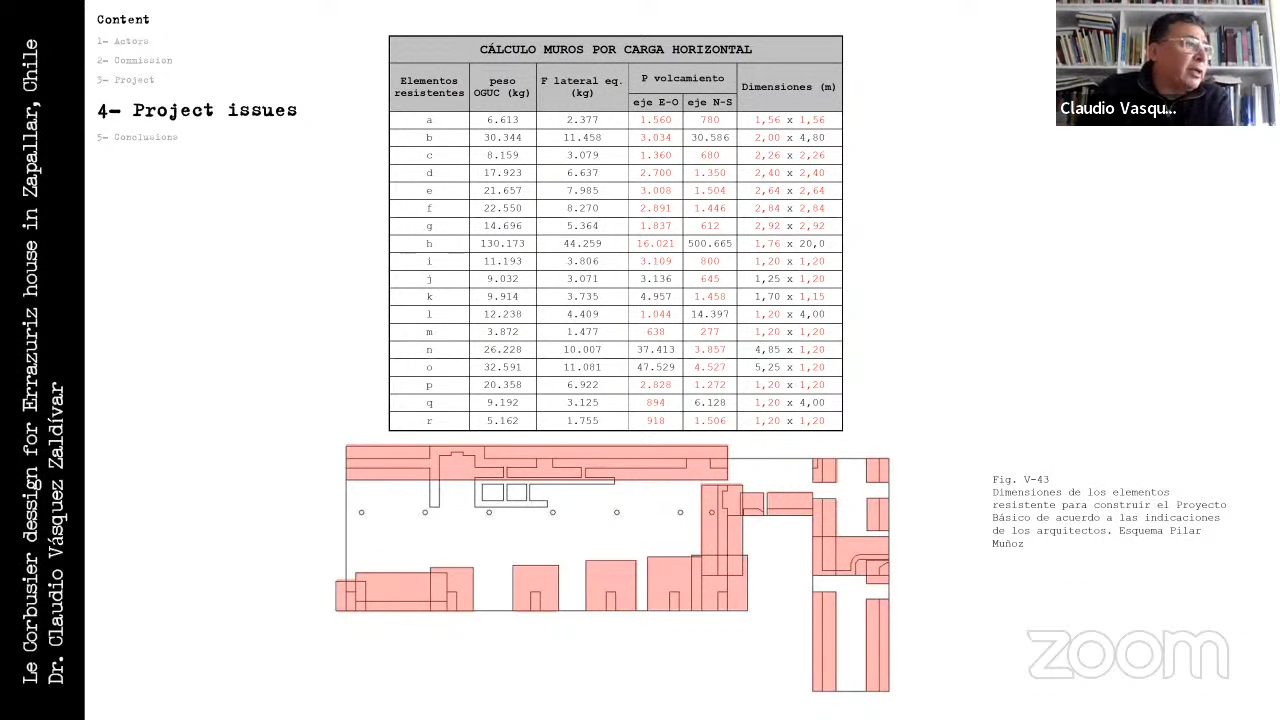 Content
1- Actors
2- Commission
3- Project
4- Project issues
5- Conclusions
Le Corbusier dessign for Errazuriz house in Zapallar, Chile
Dr. Claudio Vásquez Zaldívar
CÁLCULO MUROS POR CARGA HORIZONTAL
Elementos resistentes peso OGUC (kg) F lateral eq. (kg) P volcamiento Dimensiones (m)
eje E-O eje N-S
a 6.613 2.377 1.560 780 1,56 x 1,56
b 30.344 11.458 3.034 30.586 2,00 x 4,80
c 8.159 3.079 1.360 680 2,26 x 2,26
d 17.923 6.637 2.700 1.350 2,40 x 2,40
e 21.657 7.985 3.008 1.504 2,64 x 2,64
f 22.550 8.270 2.891 1.446 2,84 x 2,84
g 14.696 5.364 1.837 612 2,92 x 2,92
h 130.173 44.259 16.021 500.665 1,76 x 20,0
i 11.193 3.806 3.109 800 1,20 x 1,20
j 9.032 3.071 3.136 645 1,25 x 1,20
k 9.914 3.735 4.957 1.458 1,70 x 1,15
l 12.238 4.409 1.044 14.397 1,20 x 4,00
m 3.872 1.477 638 277 1,20 x 1,20
n 26.228 10.007 37.413 3.857 4,85 x 1,20
o 32.591 11.081 47.529 4.527 5,25 x 1,20
p 20.358 6.922 2.828 1.272 1,20 x 1,20
q 9.192 3.125 894 6.128 1,20 x 4,00
r 5.162 1.755 918 1.506 1,20 x 1,20
Fig. V-43
Dimensiones de los elementos
resistente para construir el Proyecto
Básico de acuerdo a las indicaciones
de los arquitectos. Esquema Pilar
Muñoz
Claudio Vasqu...
zoom